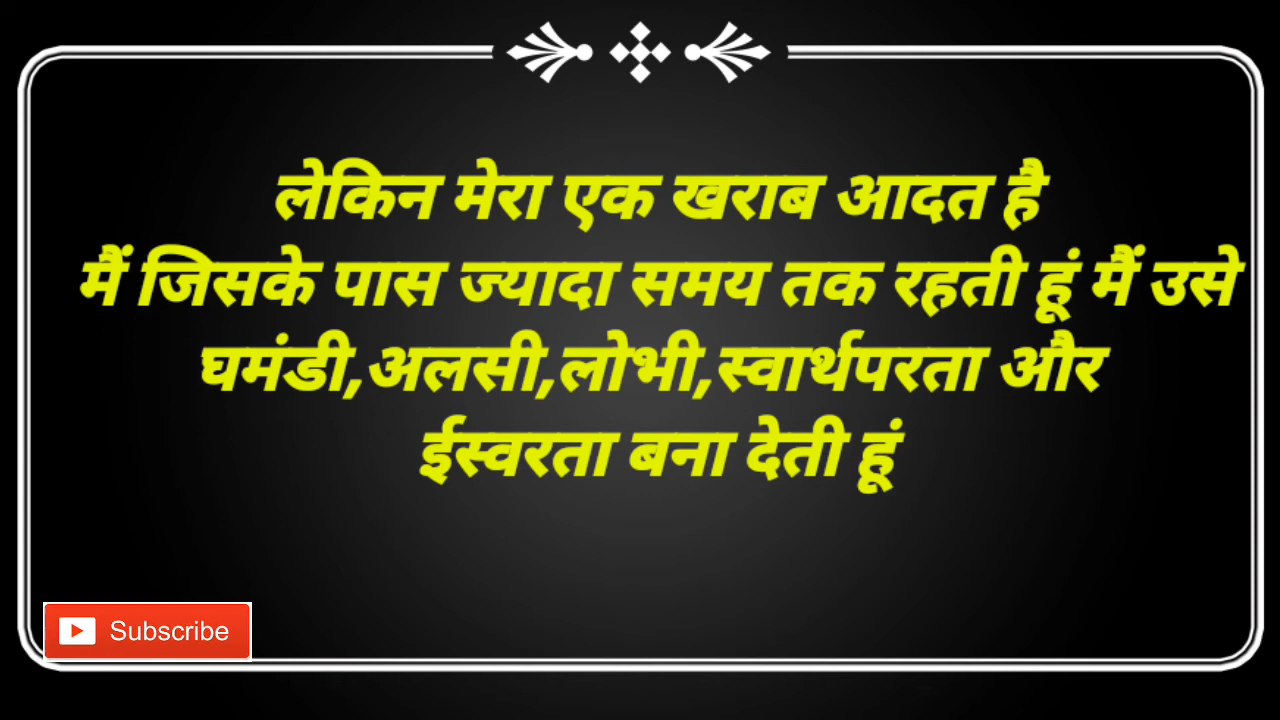 लेकिन मेरा एक खराब आदत है
मैं जिसके पास ज्यादा समय तक रहती हूं मैं उसे
घमंडी,अलसी,लोभी,स्वार्थपरता और
ईस्वरता बना देती हूं
Subscribe